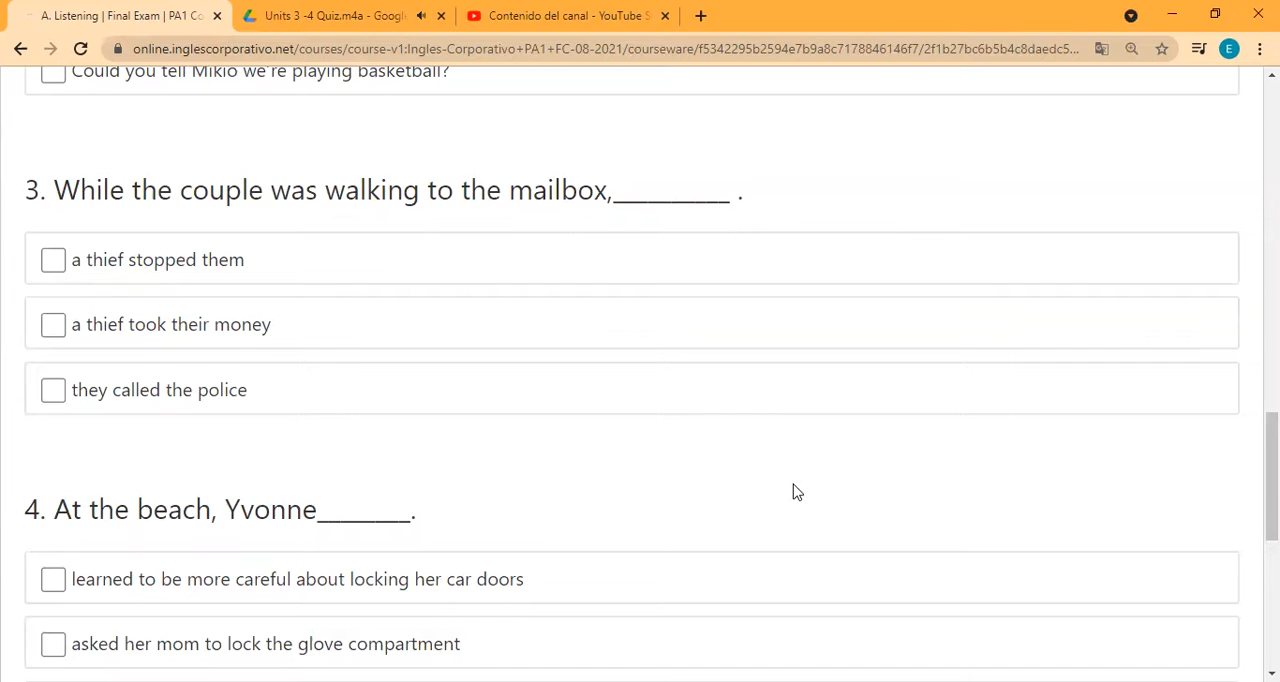 A. Listening | Final Exam | PA1 Co
Units 3 -4 Quiz.m4a - Googl
Contenido del canal - YouTube S
online.inglescorporativo.net/courses/course-v1:Ingles-Corporativo+PA1+FC-08-2021/courseware/f5342295b2594e7b9a8c7178846146f7/2f1b27bc6b5b4c8daedc5...
E
Could you tell Mikio we're playing basketball?
3. While the couple was walking to the mailbox,__________ .
a thief stopped them
a thief took their money
they called the police
4. At the beach, Yvonne________.
learned to be more careful about locking her car doors
asked her mom to lock the glove compartment